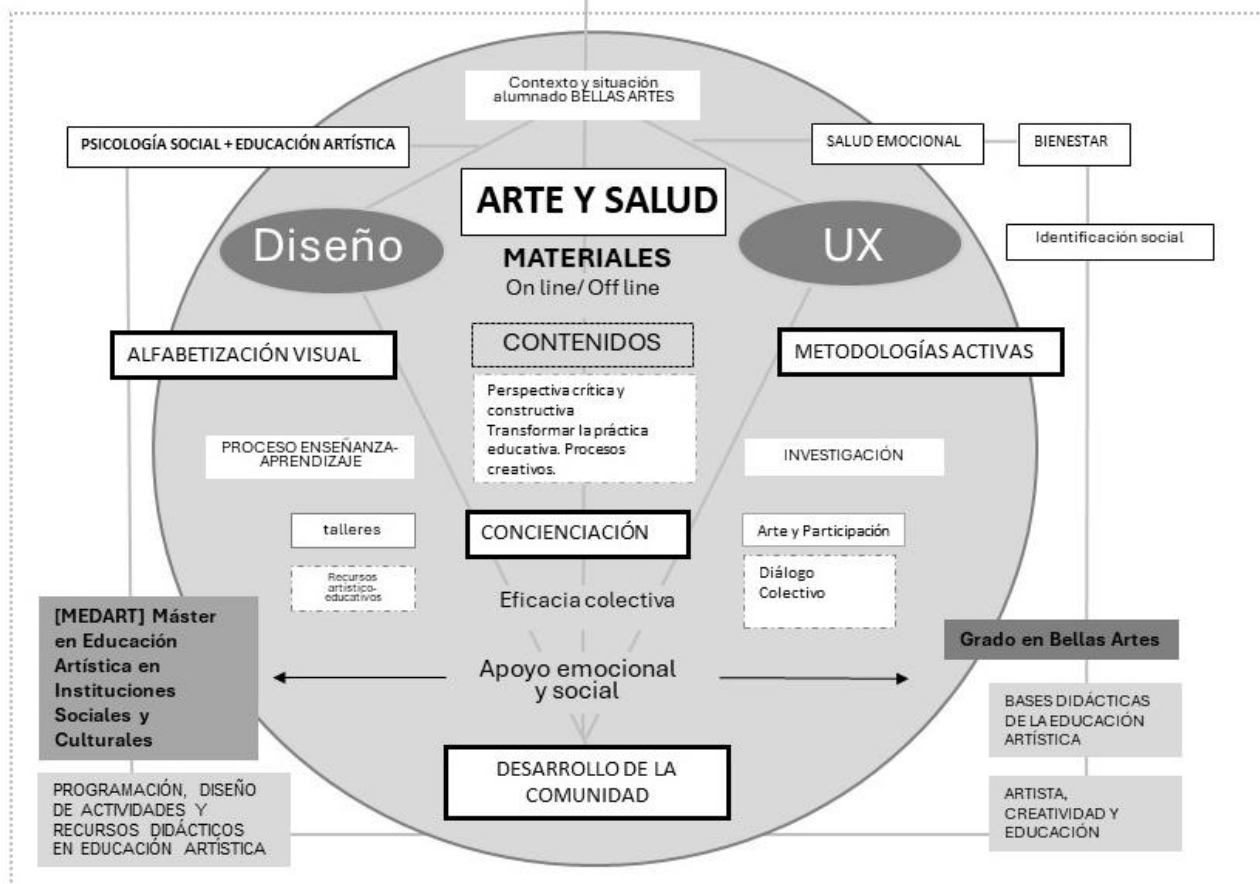 Contexto y situación
alumnado BELLAS ARTES
PSICOLOGÍA SOCIAL + EDUCACIÓN ARTÍSTICA
SALUD EMOCIONAL
BIENESTAR
ARTE Y SALUD
Diseño
UX
Identificación social
MATERIALES
On line/ Off line
ALFABETIZACIÓN VISUAL
CONTENIDOS
METODOLOGÍAS ACTIVAS
Perspectiva crítica y
constructiva
Transformar la práctica
educativa. Procesos
creativos.
PROCESO ENSEÑANZA-
APRENDIZAJE
INVESTIGACIÓN
talleres
CONCIENCIACIÓN
Arte y Participación
Recursos
artístico-
educativos
Eficacia colectiva
Diálogo
Colectivo
[MEDART] Máster
en Educación
Artística en
Instituciones
Sociales y
Culturales
Apoyo emocional
y social
Grado en Bellas Artes
BASES DIDÁCTICAS
DE LA EDUCACIÓN
ARTÍSTICA
DESARROLLO DE LA
COMUNIDAD
PROGRAMACIÓN, DISEÑO
DE ACTIVIDADES Y
RECURSOS DIDÁCTICOS
EN EDUCACIÓN ARTÍSTICA
ARTISTA,
CREATIVIDAD Y
EDUCACIÓN